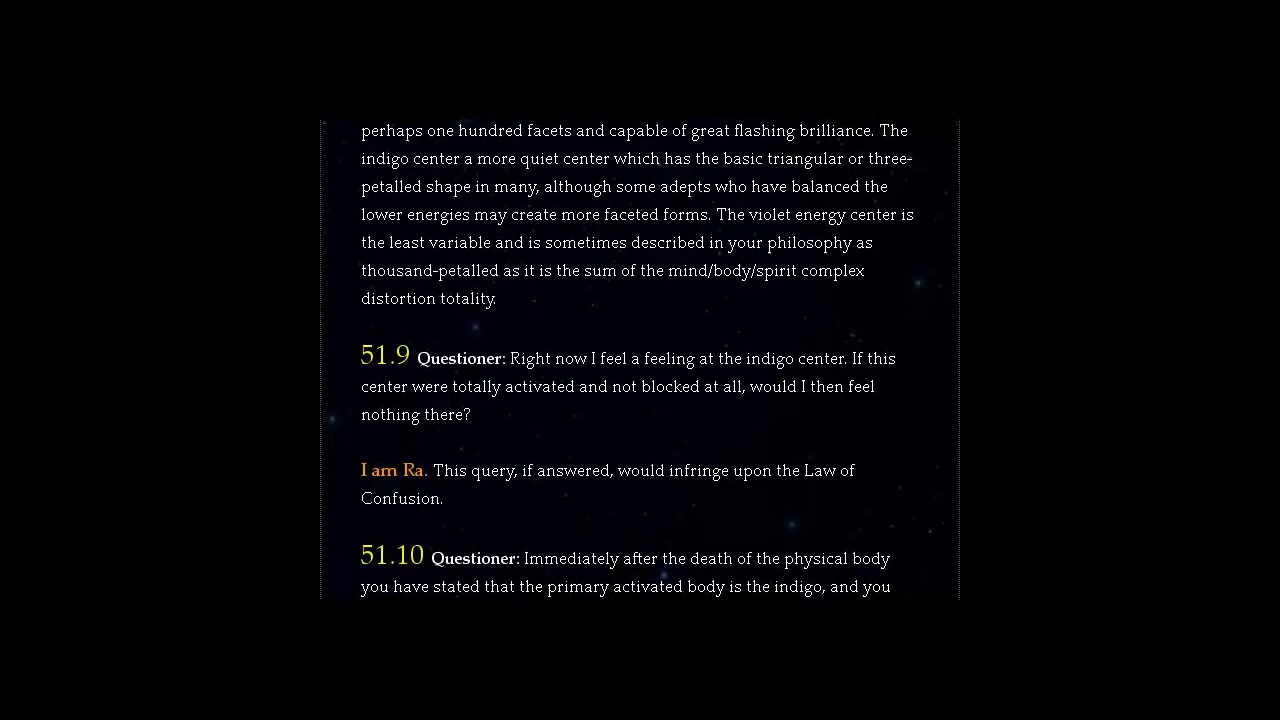 perhaps one hundred facets and capable of great flashing brilliance. The
indigo center a more quiet center which has the basic triangular or three-
petalled shape in many, although some adepts who have balanced the
lower energies may create more faceted forms. The violet energy center is
the least variable and is sometimes described in your philosophy as
thousand-petalled as it is the sum of the mind/body/spirit complex
distortion totality.
51.9 Questioner: Right now I feel a feeling at the indigo center. If this
center were totally activated and not blocked at all, would I then feel
nothing there?
I am Ra. This query, if answered, would infringe upon the Law of
Confusion.
51.10 Questioner: Immediately after the death of the physical body
you have stated that the primary activated body is the indigo, and you